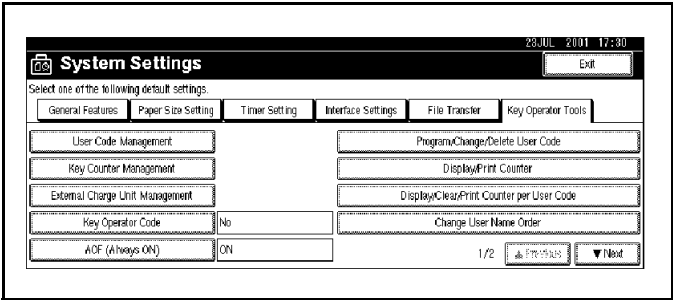 23JUL 2001 17:30
System Settings
Exit
Select one of the following default settings.
General Features
Paper Size Setting
Timer Setting
Interface Settings
File Transfer
Key Operator Tools
User Code Management
Program/Change/Delete User Code
Key Counter Management
Display/Print Counter
External Charge Unit Management
Display/Clear/Print Counter per User Code
Key Operator Code
No
Change User Name Order
AOF (Always ON)
ON
1/2
▲Previous
▼Next